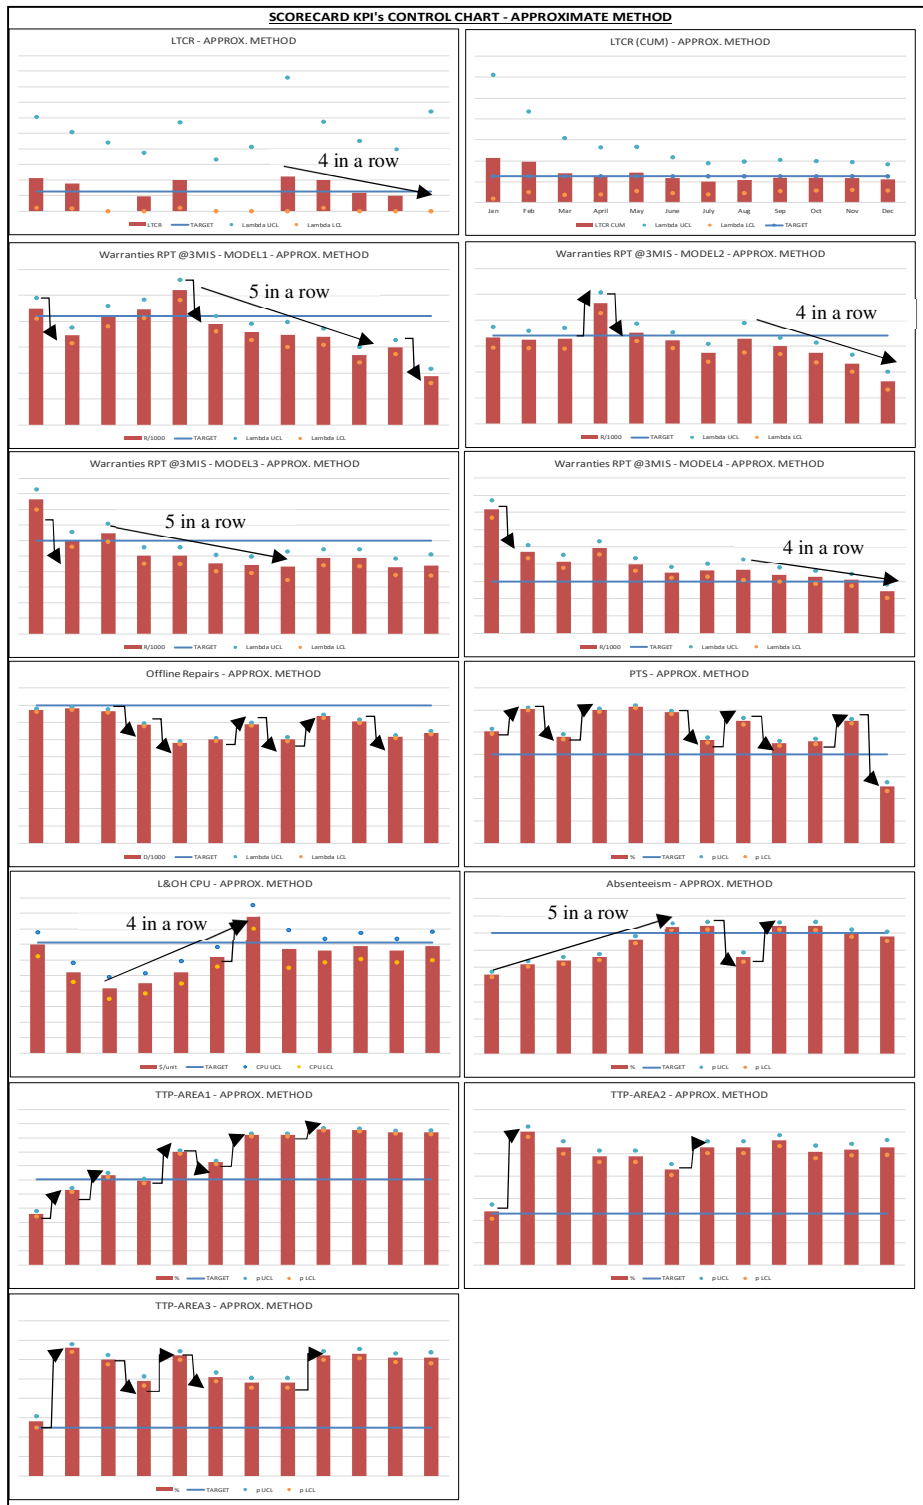 SCORECARD KPI's CONTROL CHART - APPROXIMATE METHOD
LTCR - APPROX. METHOD
4 in a row
LTCR TARGET Lambda UCL Lambda LCL
LTCR (CUM) - APPROX. METHOD
Jan Feb Mar April May June July Aug Sep Oct Nov Dec
LTCR CUM Lambda UCL Lambda LCL TARGET
Warranties RPT @3MIS - MODEL1 - APPROX. METHOD
5 in a row
R/1000 TARGET Lambda UCL Lambda LCL
Warranties RPT @3MIS - MODEL2 - APPROX. METHOD
4 in a row
R/1000 TARGET Lambda UCL Lambda LCL
Warranties RPT @3MIS - MODEL3 - APPROX. METHOD
5 in a row
R/1000 TARGET Lambda UCL Lambda LCL
Warranties RPT @3MIS - MODEL4 - APPROX. METHOD
4 in a row
R/1000 TARGET Lambda UCL Lambda LCL
Offline Repairs - APPROX. METHOD
D/1000 TARGET Lambda UCL Lambda LCL
PTS - APPROX. METHOD
% TARGET p UCL p LCL
L&OH CPU - APPROX. METHOD
4 in a row
$/unit TARGET CPU UCL CPU LCL
Absenteeism - APPROX. METHOD
5 in a row
% TARGET p UCL p LCL
TTP-AREA1 - APPROX. METHOD
% TARGET p UCL p LCL
TTP-AREA2 - APPROX. METHOD
% TARGET p UCL p LCL
TTP-AREA3 - APPROX. METHOD
% TARGET p UCL p LCL